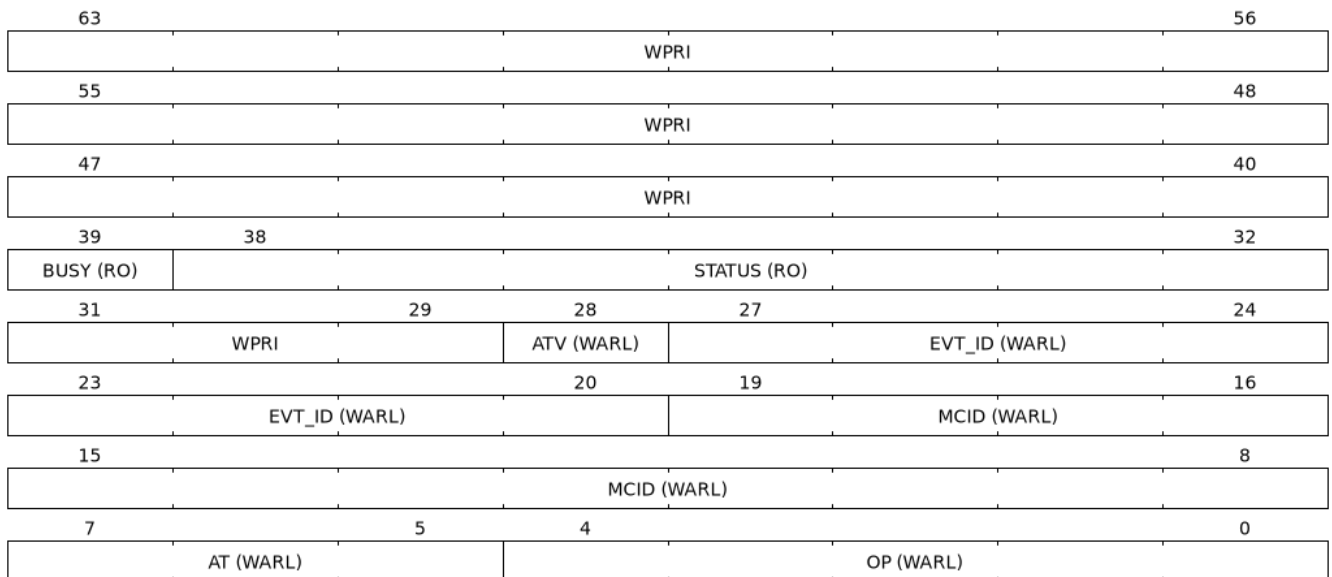 63 56
WPRI
55 48
WPRI
47 40
WPRI
39 38 32
BUSY (RO) STATUS (RO)
31 29 28 27 24
WPRI ATV (WARL) EVT_ID (WARL)
23 20 19 16
EVT_ID (WARL) MCID (WARL)
15 8
MCID (WARL)
7 5 4 0
AT (WARL) OP (WARL)